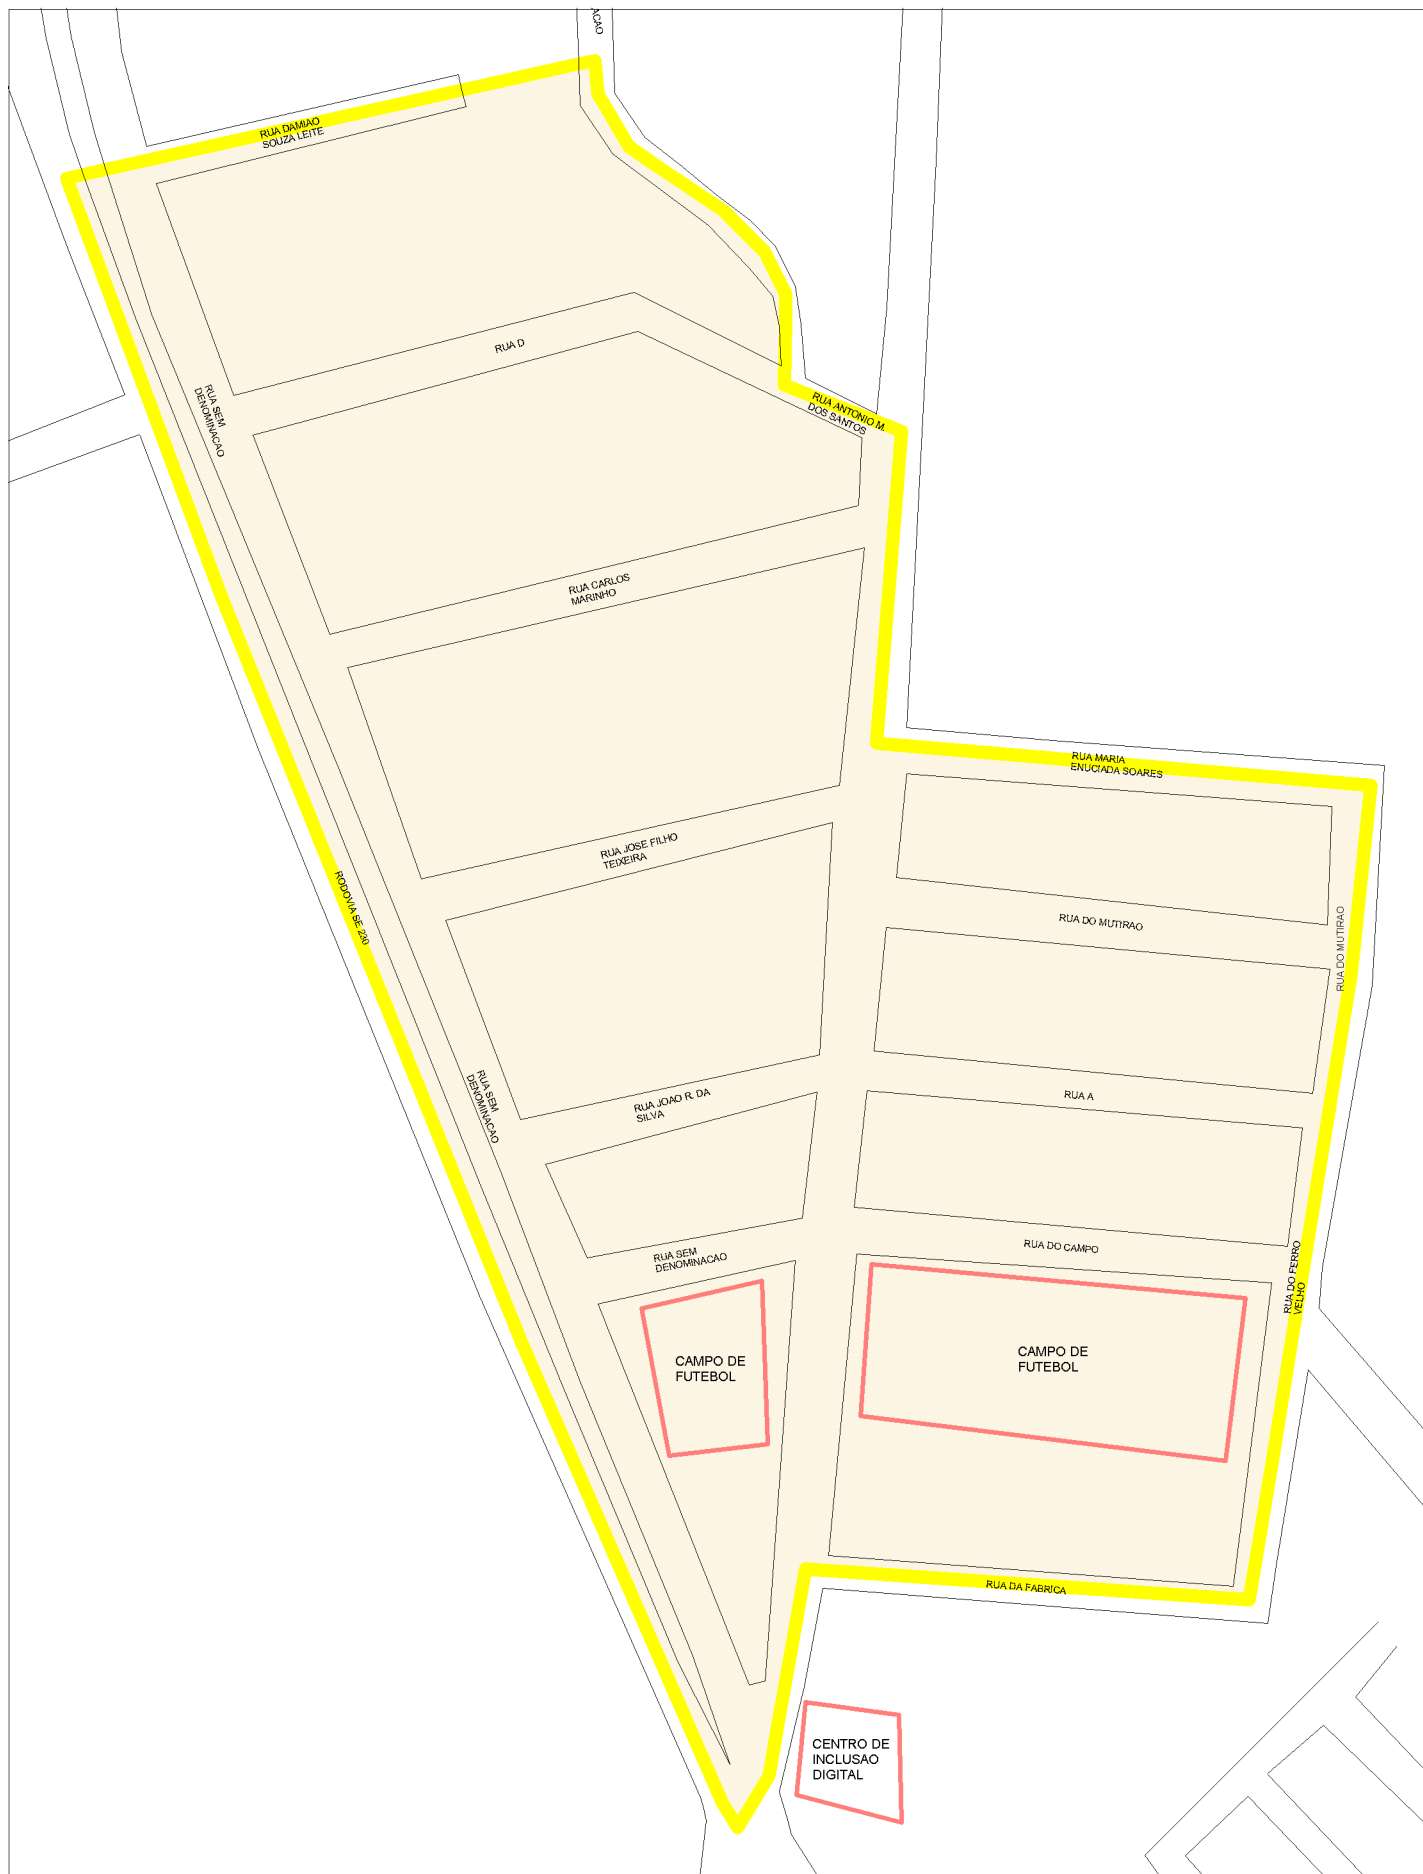 ACAO
RUA DAMIAO
SOUZA LEITE
RUA D
RUA SEM
DENOMINACAO
RUA ANTONIO M.
DOS SANTOS
RUA CARLOS
MARINHO
RUA MARIA
ENUCIADA SOARES
RUA JOSE FILHO
TEIXEIRA
RODOVIA SE 230
RUA DO MUTIRAO
RUA DO MUTIRAO
RUA SEM
DENOMINACAO
RUA JOAO R. DA
SILVA
RUA A
RUA SEM
DENOMINACAO
RUA DO CAMPO
RUA DO FERRO
VELHO
CAMPO DE
FUTEBOL
CAMPO DE
FUTEBOL
RUA DA FABRICA
CENTRO DE
INCLUSAO
DIGITAL